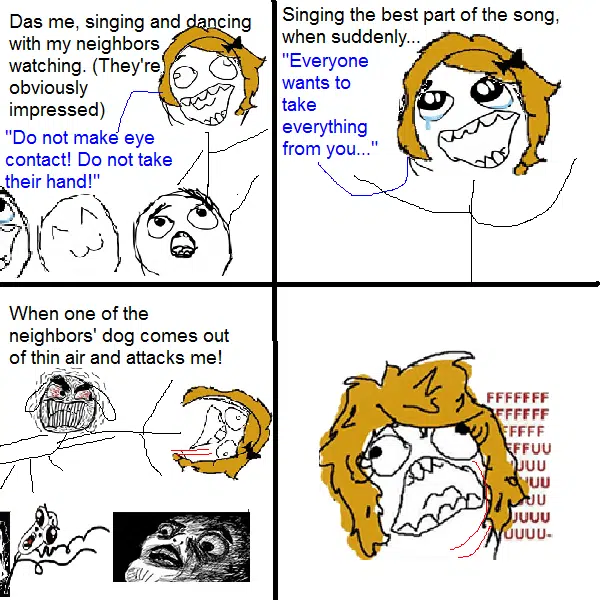 Das me, singing and dancing
with my neighbors
watching. (They're
obviously
impressed)
"Do not make eye
contact! Do not take
their hand!"
Singing the best part of the song,
when suddenly...
"Everyone
wants to
take
everything
from you..."
When one of the
neighbors' dog comes out
of thin air and attacks me!
FFFFFFF
FFFFFF
FFFFF
FFUU
UUU
UU
UU
UUUU
UUUU-